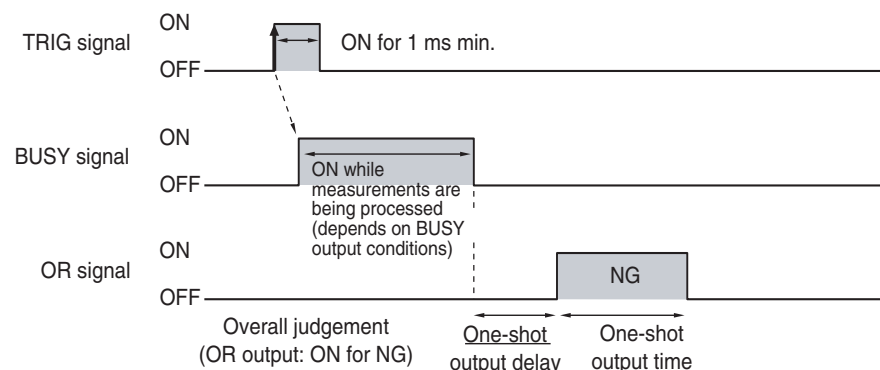 ON
TRIG signal
ON for 1 ms min.
OFF
ON
BUSY signal
OFF
ON while
measurements are
being processed
(depends on BUSY
output conditions)
ON
OR signal
NG
OFF
Overall judgement
(OR output: ON for NG)
One-shot
output delay
One-shot
output time